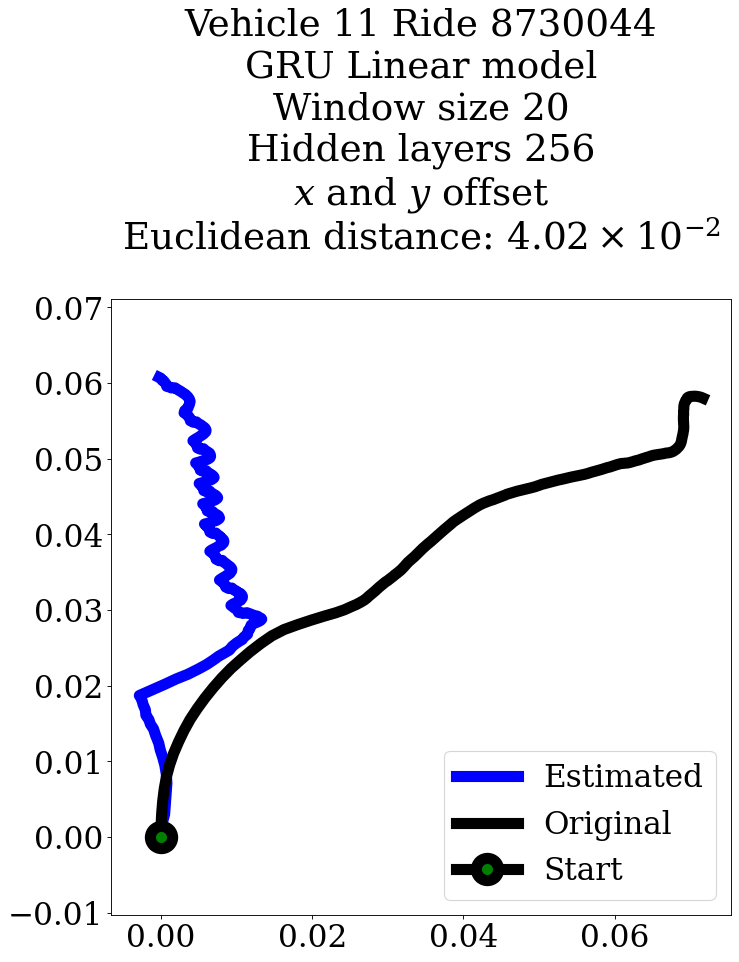 Vehicle 11 Ride 8730044
GRU Linear model
Window size 20
Hidden layers 256
x and y offset
Euclidean distance: 4.02 × 10⁻²
0.07
0.06
0.05
0.04
0.03
0.02
0.01
0.00
−0.01
0.00 0.02 0.04 0.06
Estimated
Original
Start